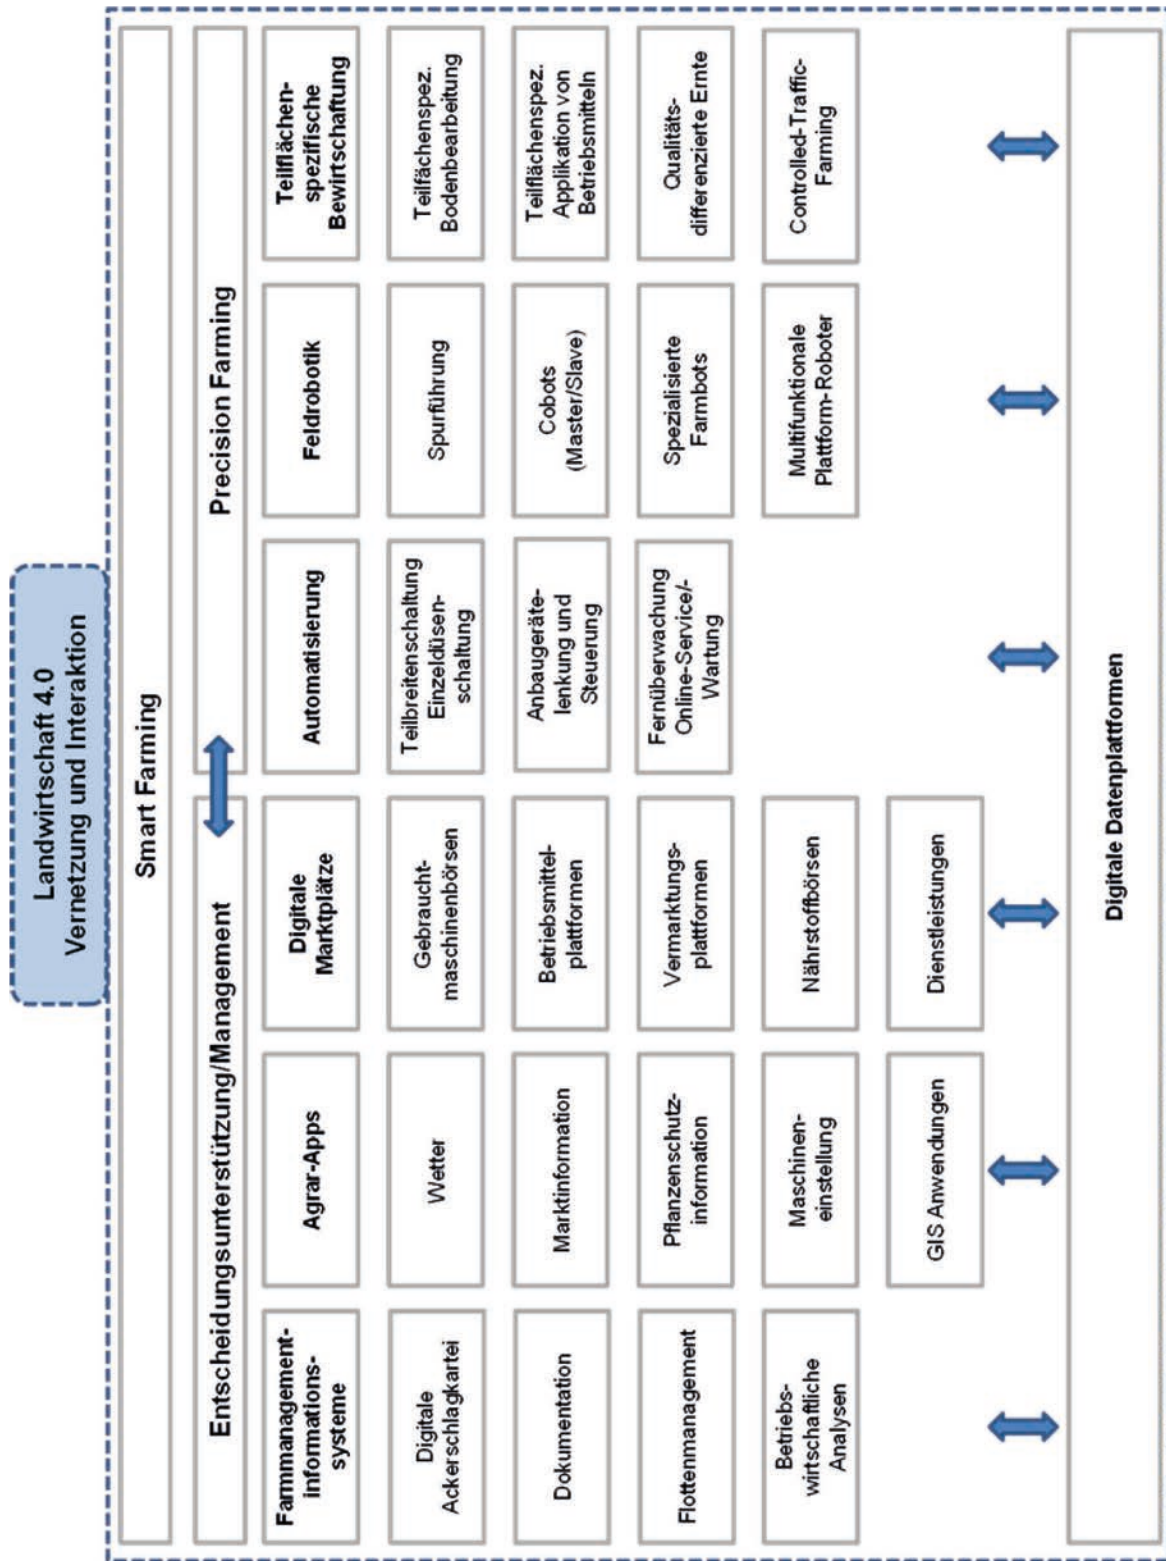 Landwirtschaft 4.0
Vernetzung und Interaktion
Smart Farming
Entscheidungsunterstützung/Management
Precision Farming
Farmmanagement-
informations-
systeme
Digitale
Ackerschlagkartei
Dokumentation
Flottenmanagement
Betriebs-
wirtschaftliche
Analysen
Agrar-Apps
Wetter
Marktinformation
Pflanzenschutz-
information
Maschinen-
einstellung
GIS Anwendungen
Digitale
Marktplätze
Gebraucht-
maschinenbörsen
Betriebsmittel-
plattformen
Vermarktungs-
plattformen
Nährstoffbörsen
Dienstleistungen
Automatisierung
Teilbreitenschaltung
Einzeldüsen-
schaltung
Anbaugeräte-
lenkung und
Steuerung
Fernüberwachung
Online-Service/-
Wartung
Feldrobotik
Spurführung
Cobots
(Master/Slave)
Spezialisierte
Farmbots
Multifunktionale
Plattform-Roboter
Teilflächen-
spezifische
Bewirtschaftung
Teilfächenspez.
Bodenbearbeitung
Teilflächenspez.
Applikation von
Betriebsmitteln
Qualitäts-
differenzierte Ernte
Controlled-Traffic-
Farming
Digitale Datenplattformen